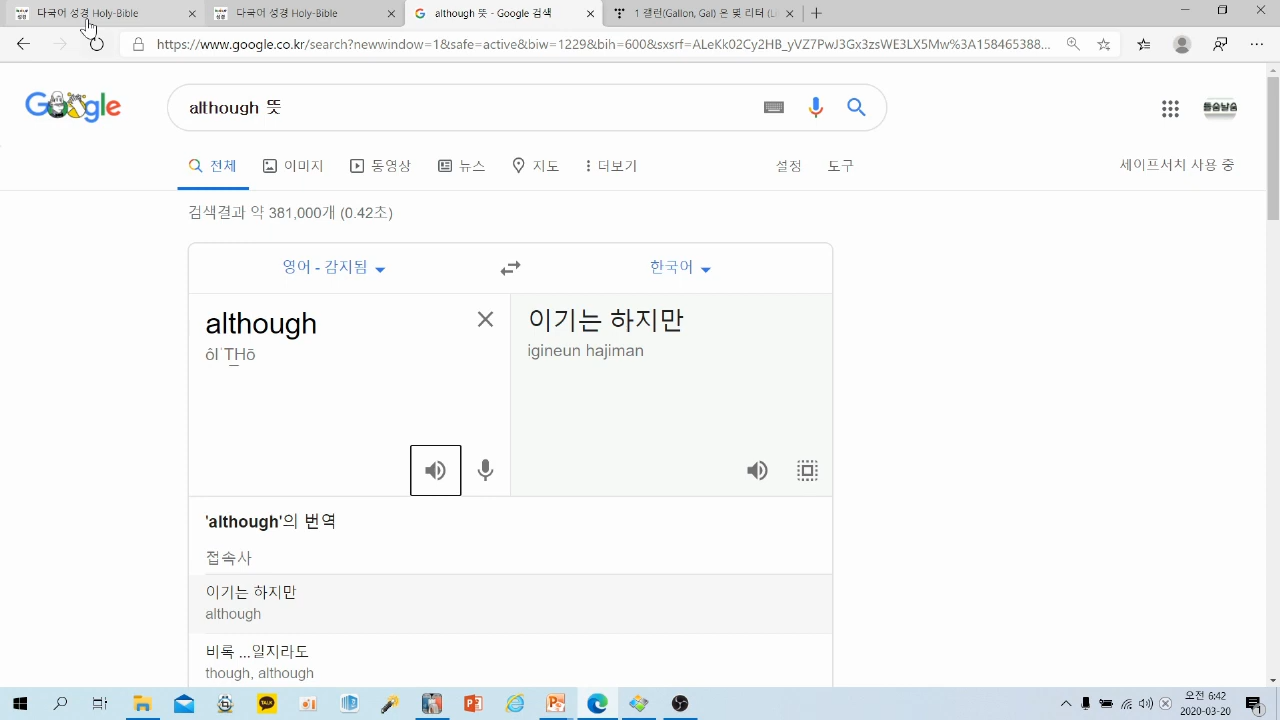 다국어 성경 Holy-Bible
다국어 성경 Holy-Bible
although 뜻 - Google 검색
1 갤런(Gallon, Gal) 은 몇 리터 (Li
https://www.google.co.kr/search?newwindow=1&safe=active&biw=1229&bih=600&sxsrf=ALeKk02Cy2HB_yVZ7PwJ3Gx3zsWE3LX5Mw%3A158465388...
Google
although 뜻
전체
이미지
동영상
뉴스
지도
더보기
설정
도구
세이프서치 사용 중
검색결과 약 381,000개 (0.42초)
영어 - 감지됨
한국어
although
ôlˈT͟Hō
이기는 하지만
igineun hajiman
'although'의 번역
접속사
이기는 하지만
although
비록 ...일지라도
though, although
TALK
오전 6:42
2020-03-20